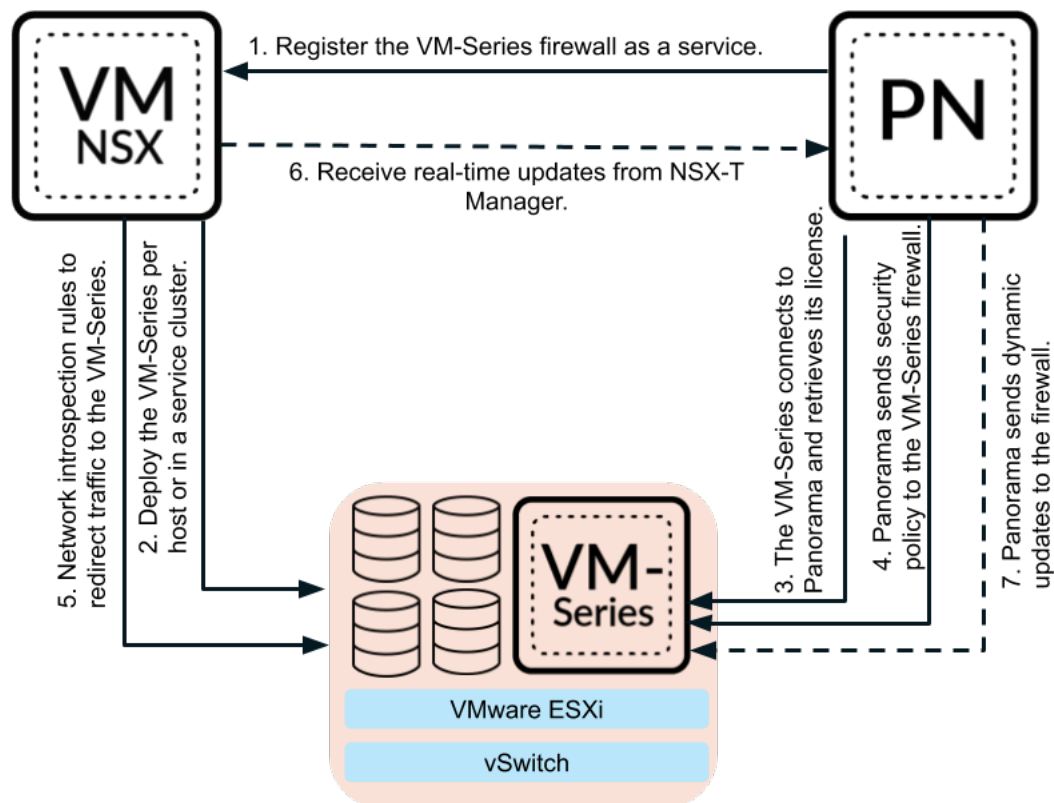 VM
NSX
1. Register the VM-Series firewall as a service.
PN
6. Receive real-time updates from NSX-T
Manager.
5. Network introspection rules to
redirect traffic to the VM-Series.
2. Deploy the VM-Series per
host or in a service cluster.
3. The VM-Series connects to
Panorama and retrieves its license.
4. Panorama sends security
policy to the VM-Series firewall.
7. Panorama sends dynamic
updates to the firewall.
VM-
Series
VMware ESXi
vSwitch